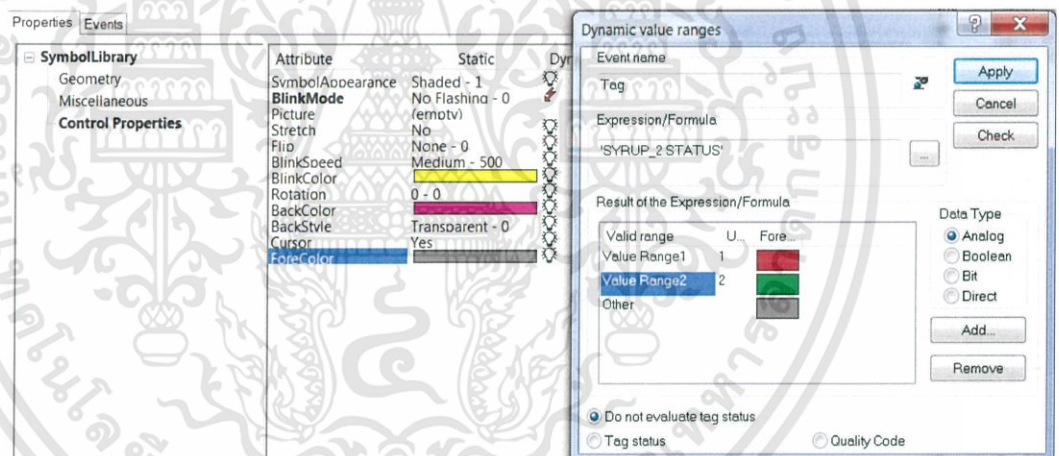 Properties Events
SymbolLibrary
Geometry
Miscellaneous
Control Properties
Attribute Static Dyr
SymbolAppearance Shaded - 1
BlinkMode No Flashing - 0
Picture (empty)
Stretch No
Flip None - 0
BlinkSpeed Medium - 500
BlinkColor
Rotation 0 - 0
BackColor
BackStyle Transparent - 0
Cursor Yes
ForeColor
Dynamic value ranges
Event name
Tag
Expression/Formula
'SYRUP_2 STATUS'
...
Apply
Cancel
Check
Result of the Expression/Formula
Valid range U... Fore...
Value Range1 1
Value Range2 2
Other
Data Type
Analog
Boolean
Bit
Direct
Add...
Remove
Do not evaluate tag status
Tag status Quality Code